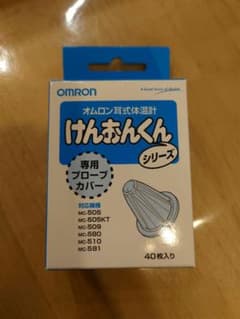 OMRON
オムロン耳式体温計
けんおんくん
シリーズ
専用
プローブ
カバー
対応機種
MC-505
MC-505KT
MC-509
MC-580
MC-510
MC-581
40枚入り